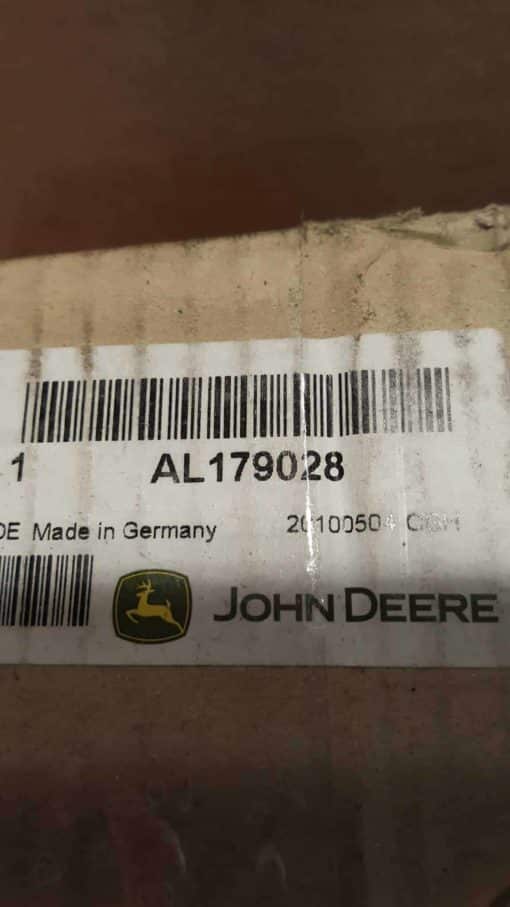 1 AL179028
DE Made in Germany 20100504
JOHN DEERE